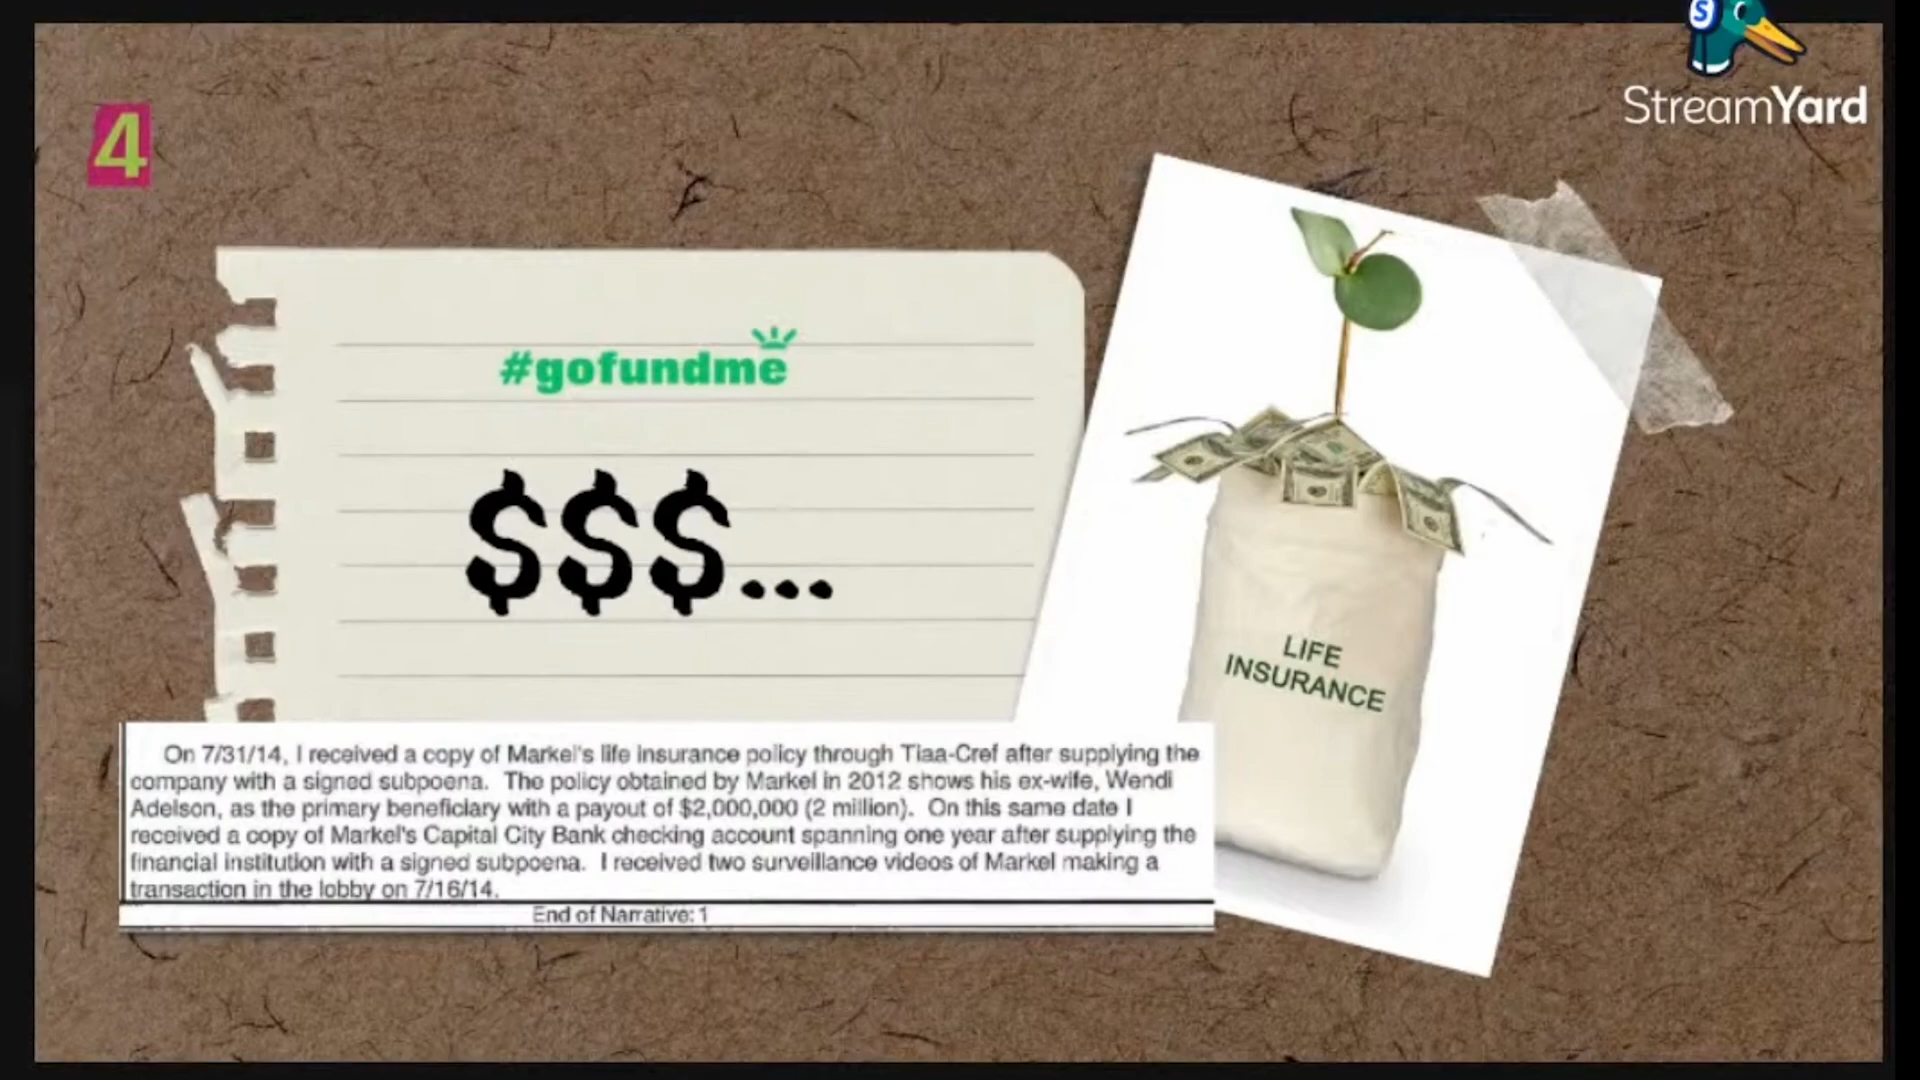 S
StreamYard
4
#gofundme
$$$...
LIFE
INSURANCE
On 7/31/14, I received a copy of Markel's life insurance policy through Tiaa-Cref after supplying the
company with a signed subpoena. The policy obtained by Markel in 2012 shows his ex-wife, Wendi
Adelson, as the primary beneficiary with a payout of $2,000,000 (2 million). On this same date I
received a copy of Markel's Capital City Bank checking account spanning one year after supplying the
financial institution with a signed subpoena. I received two surveillance videos of Markel making a
transaction in the lobby on 7/16/14.
End of Narrative: 1